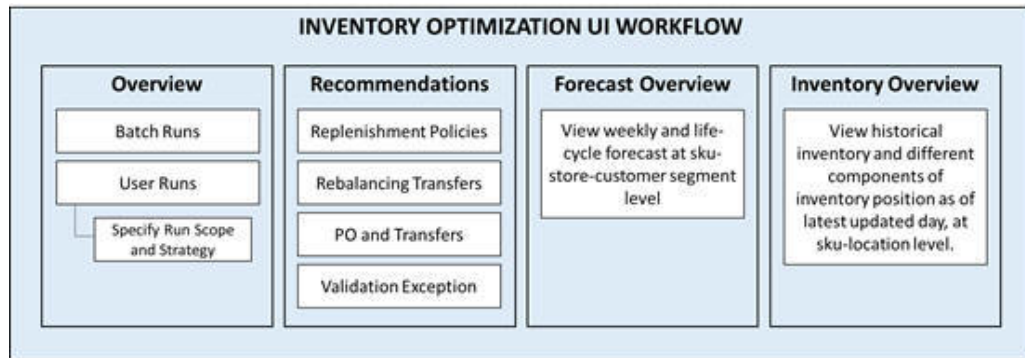 INVENTORY OPTIMIZATION UI WORKFLOW
Overview
Batch Runs
User Runs
Specify Run Scope
and Strategy
Recommendations
Replenishment Policies
Rebalancing Transfers
PO and Transfers
Validation Exception
Forecast Overview
View weekly and life-
cycle forecast at sku-
store-customer segment
level
Inventory Overview
View historical
inventory and different
components of
inventory position as of
latest updated day, at
sku-location level.